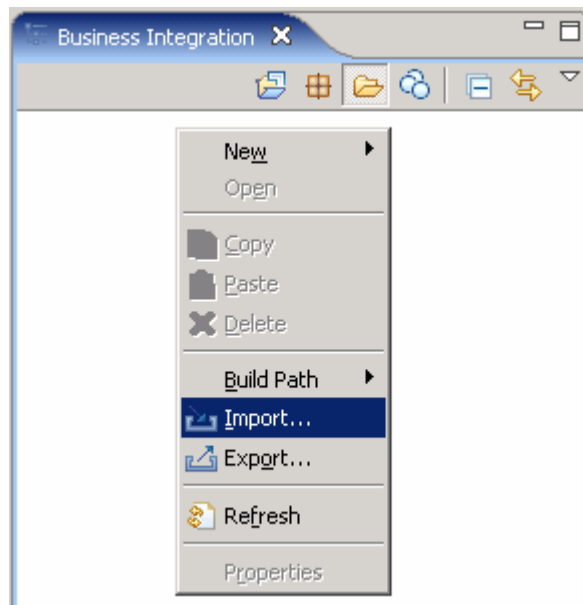 Business Integration
New
Open
Copy
Paste
Delete
Build Path
Import...
Export...
Refresh
Properties